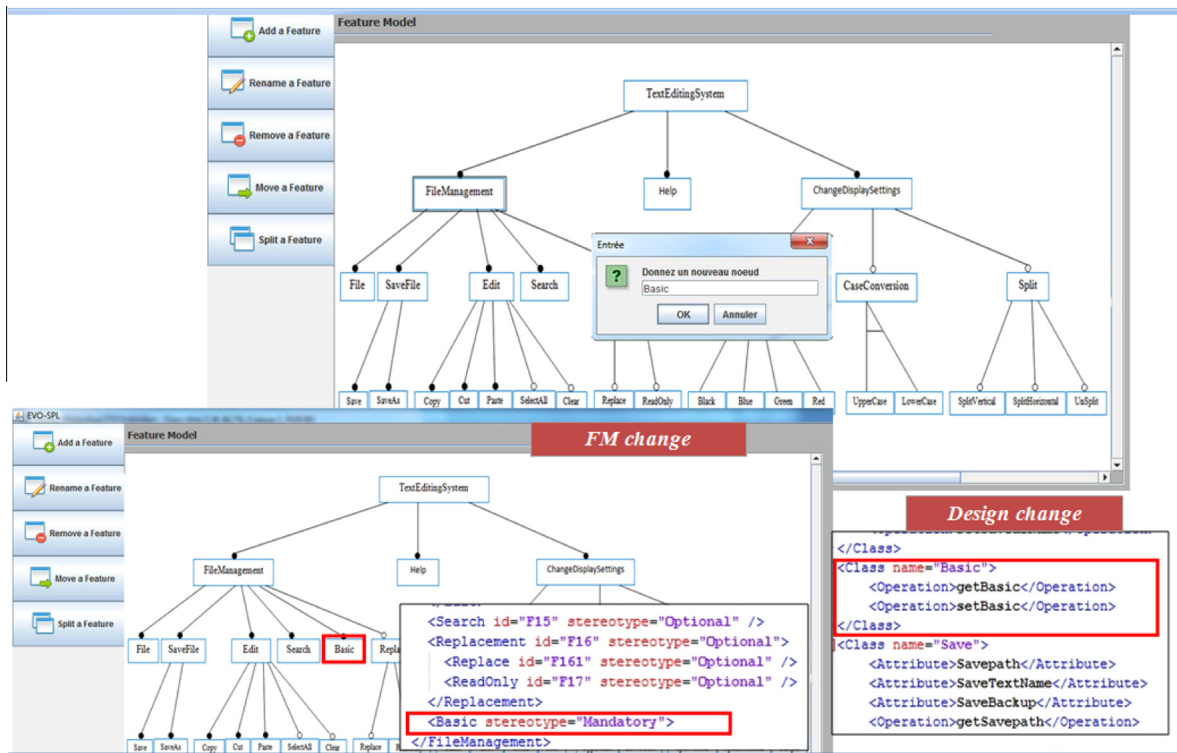 Feature Model
Add a Feature
Rename a Feature
Remove a Feature
Move a Feature
Split a Feature
TextEditingSystem
FileManagement
Help
ChangeDisplaySettings
Entrée
Donnez un nouveau noeud
Basic
OK Annuler
File SaveFile Edit Search CaseConversion Split
Save SaveAs Copy Cut Paste SelectAll Clear Replace ReadOnly Black Blue Green Red UpperCase LowerCase SplitVertical SplitHorizontal UnSplit
EVO-SPL
FM change
Feature Model
Add a Feature
Rename a Feature
Remove a Feature
Move a Feature
Split a Feature
TextEditingSystem
FileManagement
Help
ChangeDisplaySettings
File SaveFile Edit Search Basic
Save SaveAs Copy Cut Paste SelectAll Clear Replace
<Search id="F15" stereotype="Optional" />
<Replacement id="F16" stereotype="Optional">
<Replace id="F161" stereotype="Optional" />
<ReadOnly id="F17" stereotype="Optional" />
</Replacement>
<Basic stereotype="Mandatory">
</FileManagement>
Design change
</Class>
<Class name="Basic">
<Operation>getBasic</Operation>
<Operation>setBasic</Operation>
</Class>
<Class name="Save">
<Attribute>Savepath</Attribute>
<Attribute>SaveTextName</Attribute>
<Attribute>SaveBackup</Attribute>
<Operation>getSavepath</Operation>